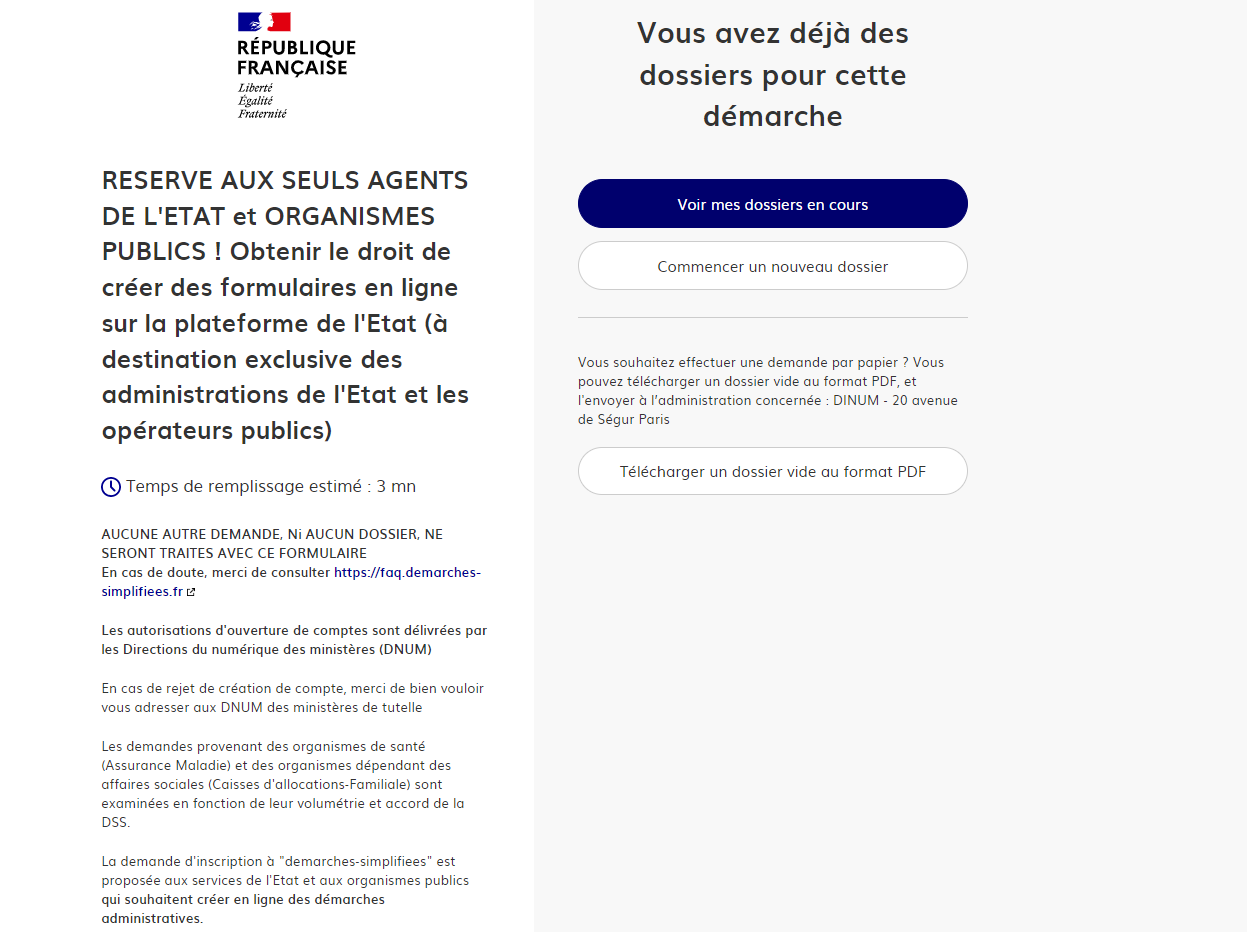 RÉPUBLIQUE
FRANÇAISE
Liberté
Égalité
Fraternité
RESERVE AUX SEULS AGENTS
DE L'ETAT et ORGANISMES
PUBLICS ! Obtenir le droit de
créer des formulaires en ligne
sur la plateforme de l'Etat (à
destination exclusive des
administrations de l'Etat et les
opérateurs publics)
Temps de remplissage estimé : 3 mn
AUCUNE AUTRE DEMANDE, Ni AUCUN DOSSIER, NE
SERONT TRAITES AVEC CE FORMULAIRE
En cas de doute, merci de consulter https://faq.demarches-
simplifiees.fr
Les autorisations d'ouverture de comptes sont délivrées par
les Directions du numérique des ministères (DNUM)
En cas de rejet de création de compte, merci de bien vouloir
vous adresser aux DNUM des ministères de tutelle
Les demandes provenant des organismes de santé
(Assurance Maladie) et des organismes dépendant des
affaires sociales (Caisses d'allocations-Familiale) sont
examinées en fonction de leur volumétrie et accord de la
DSS.
La demande d'inscription à "demarches-simplifiees" est
proposée aux services de l'Etat et aux organismes publics
qui souhaitent créer en ligne des démarches
administratives.
Vous avez déjà des
dossiers pour cette
démarche
Voir mes dossiers en cours
Commencer un nouveau dossier
Vous souhaitez effectuer une demande par papier ? Vous
pouvez télécharger un dossier vide au format PDF, et
l'envoyer à l’administration concernée : DINUM - 20 avenue
de Ségur Paris
Télécharger un dossier vide au format PDF